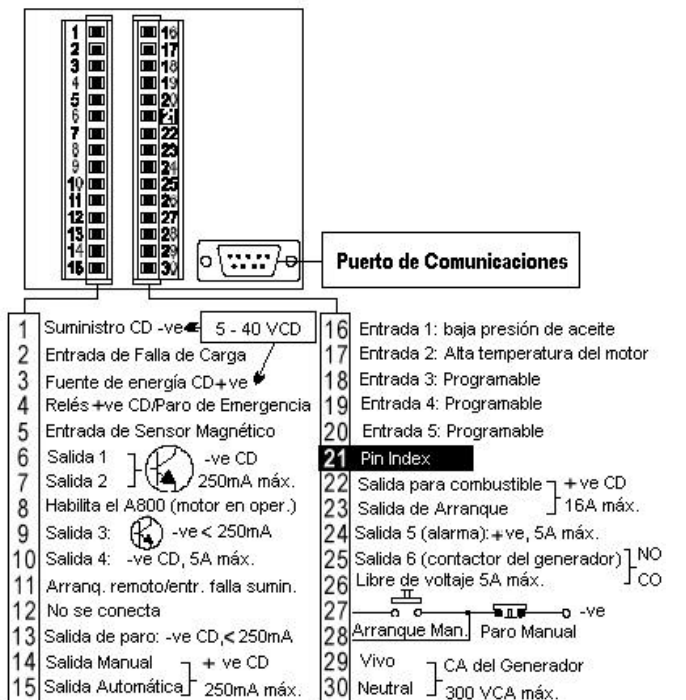 1 16
2 17
3 18
4 19
5 20
6 21
7 22
8 23
9 24
10 25
11 26
12 27
13 28
14 29
15 30
Puerto de Comunicaciones
1 Suministro CD -ve 5 - 40 VCD
2 Entrada de Falla de Carga
3 Fuente de energía CD+ve
4 Relés +ve CD/Paro de Emergencia
5 Entrada de Sensor Magnético
6 Salida 1 -ve CD
7 Salida 2 250mA máx.
8 Habilita el A800 (motor en oper.)
9 Salida 3: -ve < 250mA
10 Salida 4: -ve CD, 5A máx.
11 Arranq. remoto/entr. falla sumin.
12 No se conecta
13 Salida de paro: -ve CD,< 250mA
14 Salida Manual + ve CD
15 Salida Automática 250mA máx.
16 Entrada 1: baja presión de aceite
17 Entrada 2: Alta temperatura del motor
18 Entrada 3: Programable
19 Entrada 4: Programable
20 Entrada 5: Programable
21 Pin Index
22 Salida para combustible +ve CD
23 Salida de Arranque 16A máx.
24 Salida 5 (alarma): +ve, 5A máx.
25 Salida 6 (contactor del generador) NO
26 Libre de voltaje 5A máx. CO
27 -ve
28 Arranque Man. Paro Manual
29 Vivo CA del Generador
30 Neutral 300 VCA máx.